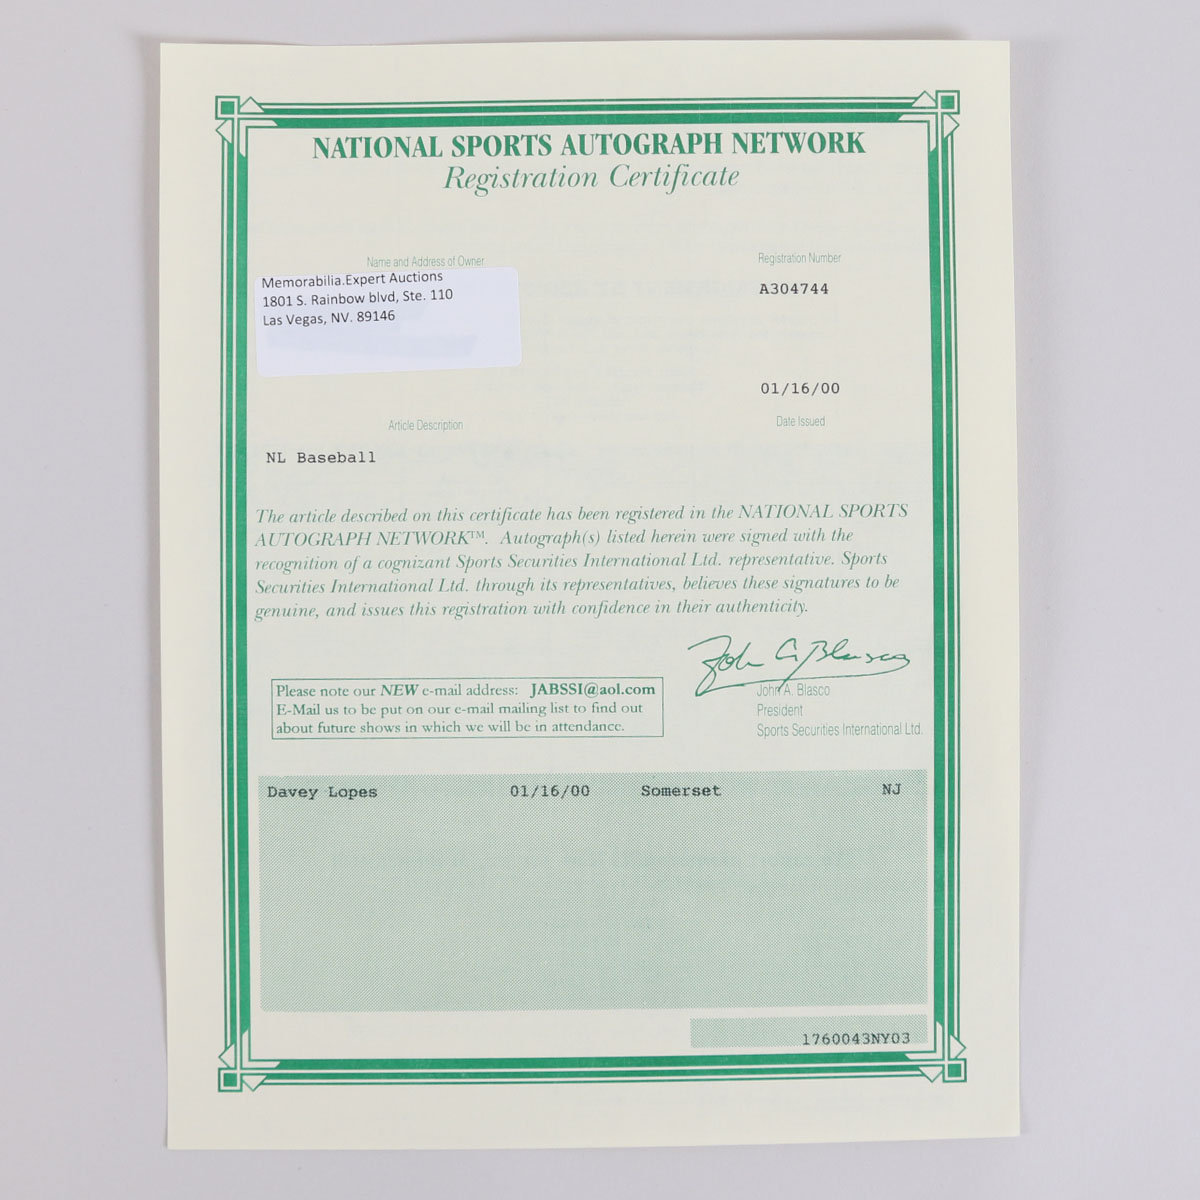 NATIONAL SPORTS AUTOGRAPH NETWORK
Registration Certificate
Name and Address of Owner
Memorabilia.Expert Auctions
1801 S. Rainbow blvd, Ste. 110
Las Vegas, NV. 89146
Registration Number
A304744
01/16/00
Date Issued
Article Description
NL Baseball
The article described on this certificate has been registered in the NATIONAL SPORTS
AUTOGRAPH NETWORK™. Autograph(s) listed herein were signed with the
recognition of a cognizant Sports Securities International Ltd. representative. Sports
Securities International Ltd. through its representatives, believes these signatures to be
genuine, and issues this registration with confidence in their authenticity.
John A. Blasco
John A. Blasco
President
Sports Securities International Ltd.
Please note our NEW e-mail address: JABSSI@aol.com
E-Mail us to be put on our e-mail mailing list to find out
about future shows in which we will be in attendance.
Davey Lopes 01/16/00 Somerset NJ
1760043NY03